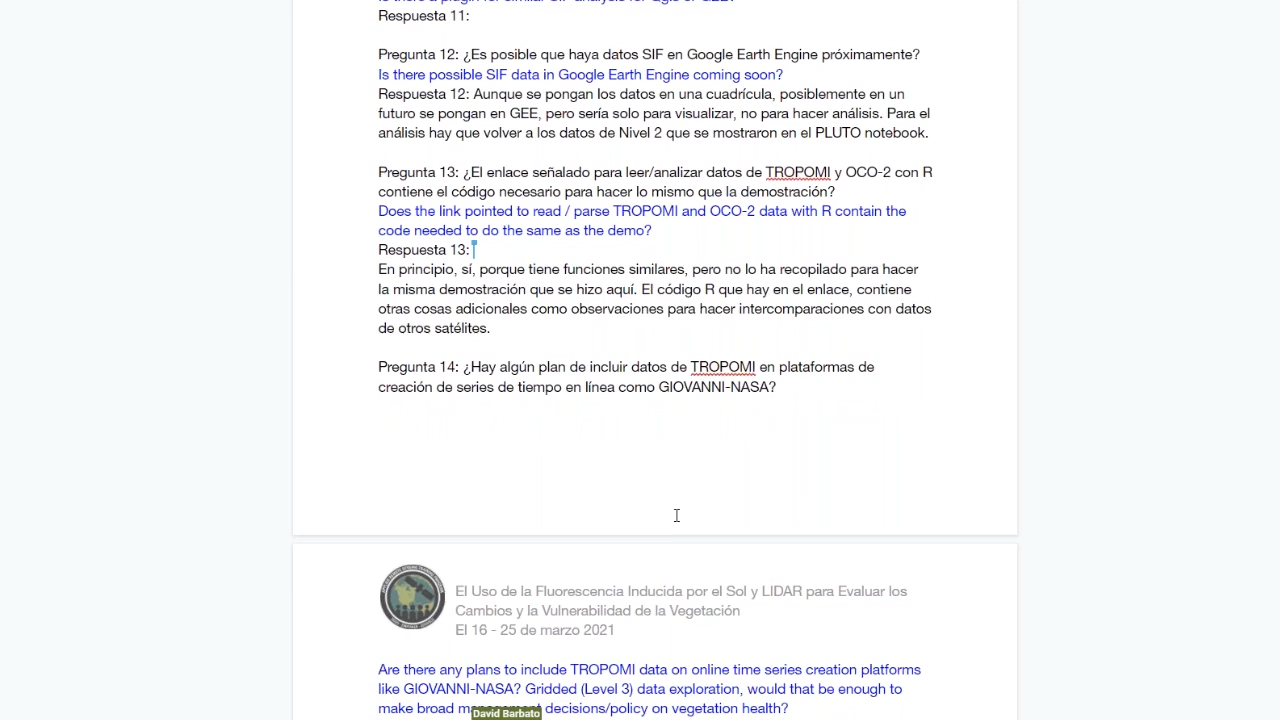 Respuesta 11:
Pregunta 12: ¿Es posible que haya datos SIF en Google Earth Engine próximamente?
Is there possible SIF data in Google Earth Engine coming soon?
Respuesta 12: Aunque se pongan los datos en una cuadrícula, posiblemente en un
futuro se pongan en GEE, pero sería solo para visualizar, no para hacer análisis. Para el
análisis hay que volver a los datos de Nivel 2 que se mostraron en el PLUTO notebook.
Pregunta 13: ¿El enlace señalado para leer/analizar datos de TROPOMI y OCO-2 con R
contiene el código necesario para hacer lo mismo que la demostración?
Does the link pointed to read / parse TROPOMI and OCO-2 data with R contain the
code needed to do the same as the demo?
Respuesta 13:
En principio, sí, porque tiene funciones similares, pero no lo ha recopilado para hacer
la misma demostración que se hizo aquí. El código R que hay en el enlace, contiene
otras cosas adicionales como observaciones para hacer intercomparaciones con datos
de otros satélites.
Pregunta 14: ¿Hay algún plan de incluir datos de TROPOMI en plataformas de
creación de series de tiempo en línea como GIOVANNI-NASA?
El Uso de la Fluorescencia Inducida por el Sol y LIDAR para Evaluar los
Cambios y la Vulnerabilidad de la Vegetación
El 16 - 25 de marzo 2021
Are there any plans to include TROPOMI data on online time series creation platforms
like GIOVANNI-NASA? Gridded (Level 3) data exploration, would that be enough to
make broad management decisions/policy on vegetation health?
David Barbato